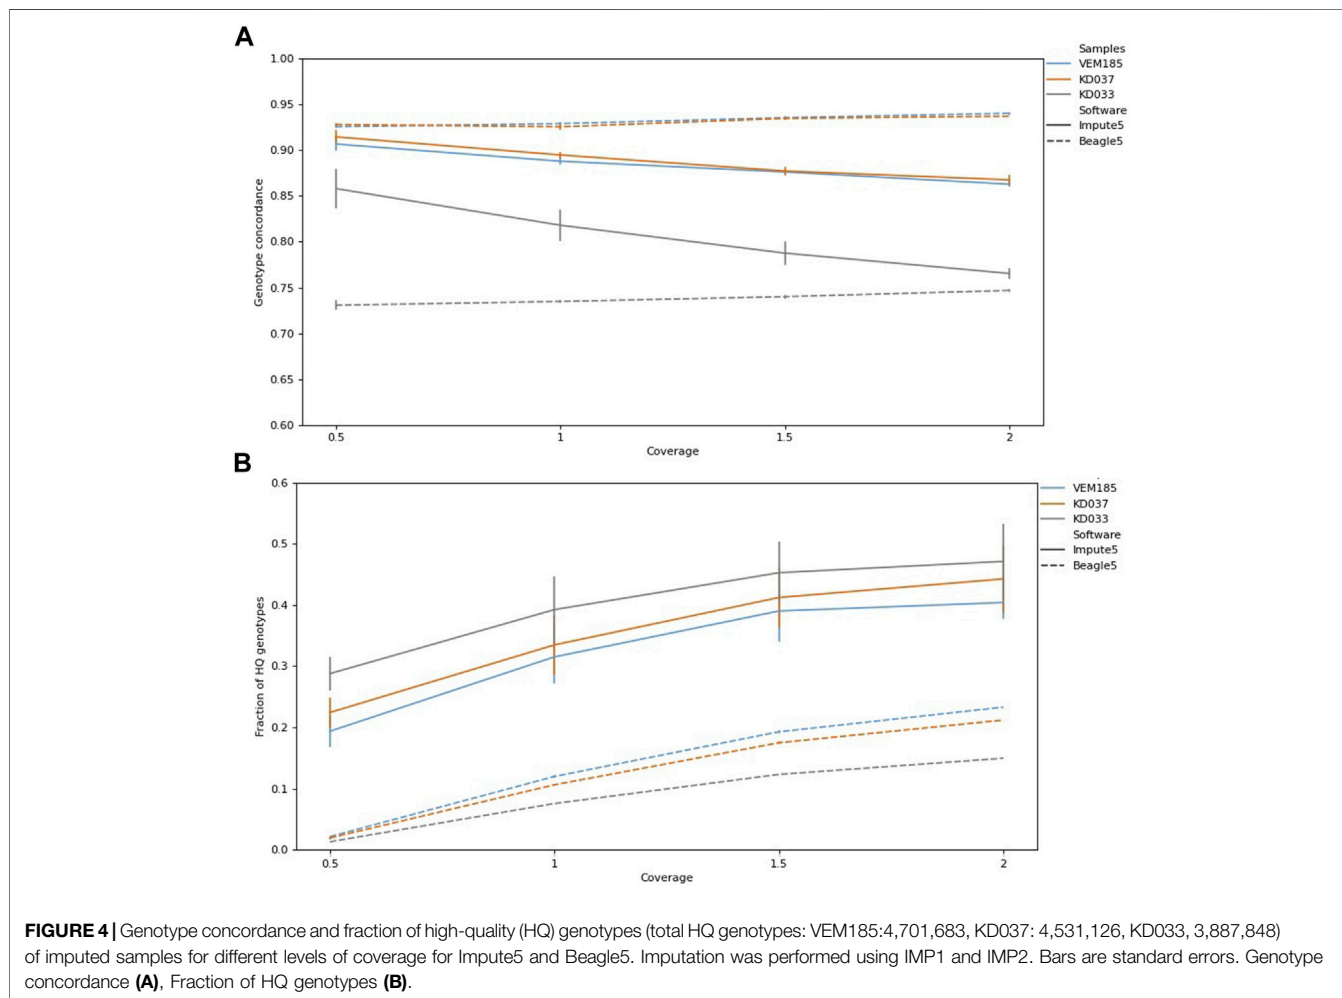 A
Genotype concordance
1.00
0.95
0.90
0.85
0.80
0.75
0.70
0.65
0.60
0.5 1 1.5 2
Coverage
Samples
VEM185
KD037
KD033
Software
Impute5
Beagle5
B
Fraction of HQ genotypes
0.6
0.5
0.4
0.3
0.2
0.1
0.0
0.5 1 1.5 2
Coverage
VEM185
KD037
KD033
Software
Impute5
Beagle5
FIGURE 4 | Genotype concordance and fraction of high-quality (HQ) genotypes (total HQ genotypes: VEM185:4,701,683, KD037: 4,531,126, KD033, 3,887,848)
of imputed samples for different levels of coverage for Impute5 and Beagle5. Imputation was performed using IMP1 and IMP2. Bars are standard errors. Genotype
concordance (A), Fraction of HQ genotypes (B).